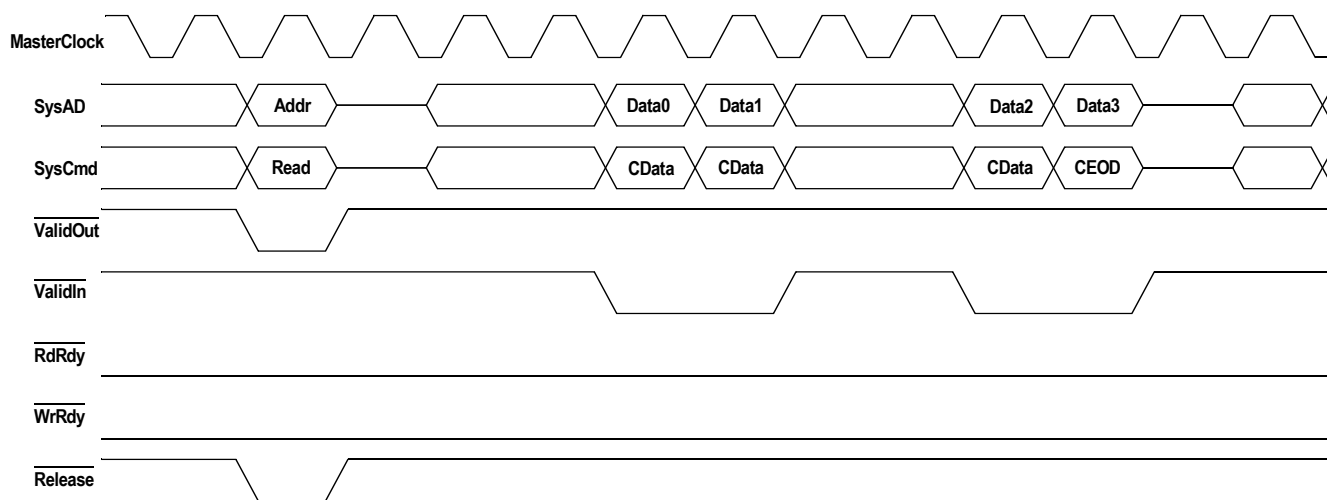 MasterClock
SysAD Addr Data0 Data1 Data2 Data3
SysCmd Read CData CData CData CEOD
ValidOut
ValidIn
RdRdy
WrRdy
Release